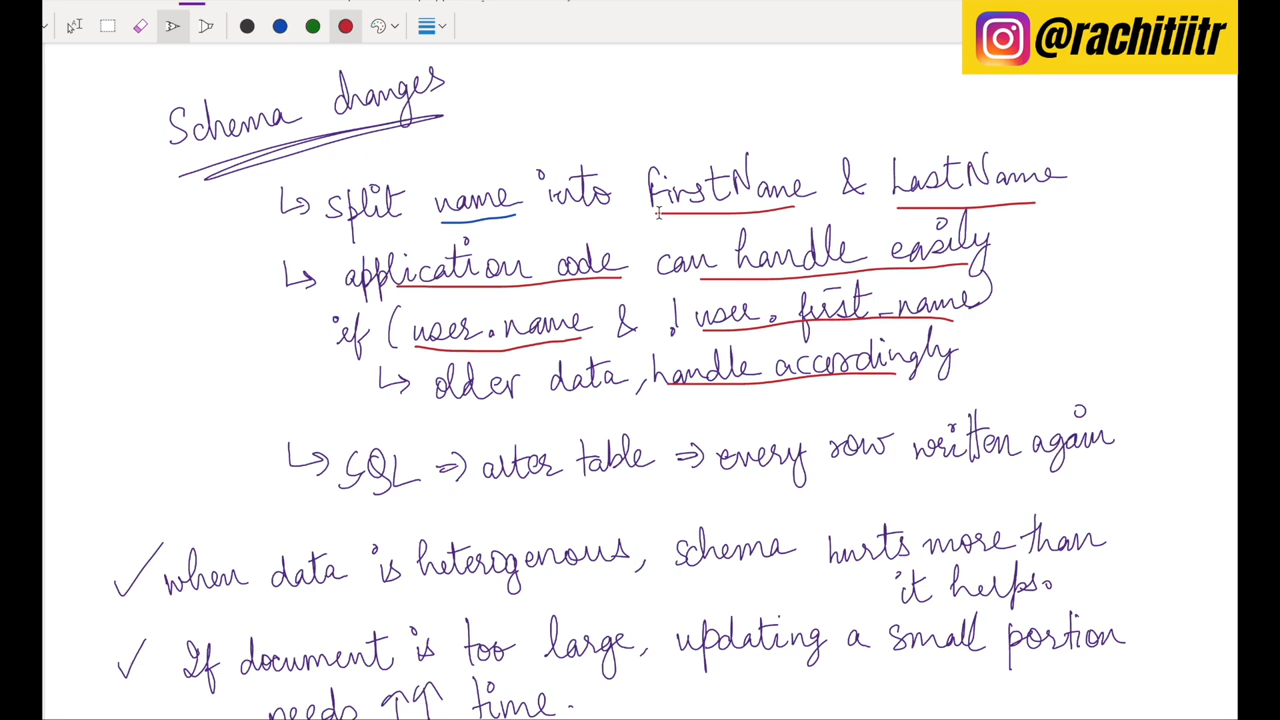 @rachitiitr
Schema changes
↳ split name into firstName & LastName
↳ application code can handle easily
if (user.name & !user.first_name)
↳ older data, handle accordingly
↳ SQL => alter table => every row written again
✓ when data is heterogenous, schema hurts more than
it helps.
✓ If document is too large, updating a small portion
needs ↑↑ time.